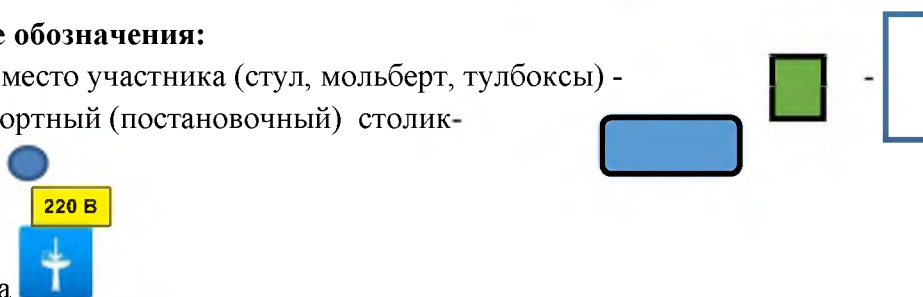 е обозначения:
место участника (стул, мольберт, тулбоксы) -
-
ортный (постановочный) столик-
220 В
а